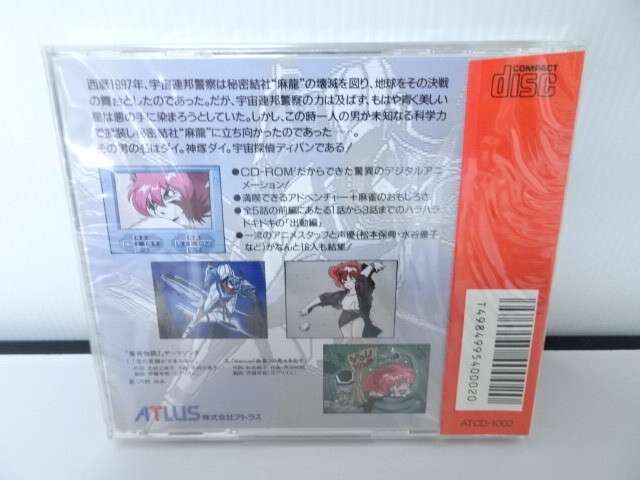 西暦1997年、宇宙連邦警察は秘密結社“麻龍”の壊滅を図り、地球をその決戦
の舞台としたのであった。だが、宇宙連邦警察の力は及ばず、もはや青く美しい
星は悪の手に染まろうとしていた。しかし、この時一人の男が未知なる科学力
で武装し秘密結社“麻龍”に立ち向かったのであった……。
その男の名はダイ。神塚ダイ。宇宙探偵ディバンである!
COMPACT
disc
●CD-ROM²だからできた驚異のデジタルアニ
メーション!
●満喫できるアドベンチャー+麻雀のおもしろさ
●全5話の前編にあたる1話から3話までのハラハラ
ドキドキの「出動編」
●一流のアニメスタッフと声優(松本保典・水谷優子
など)がなんと16人も結集!
テーマソング
ATLUS 株式会社アトラス
T4984995400020
ATCD-1002